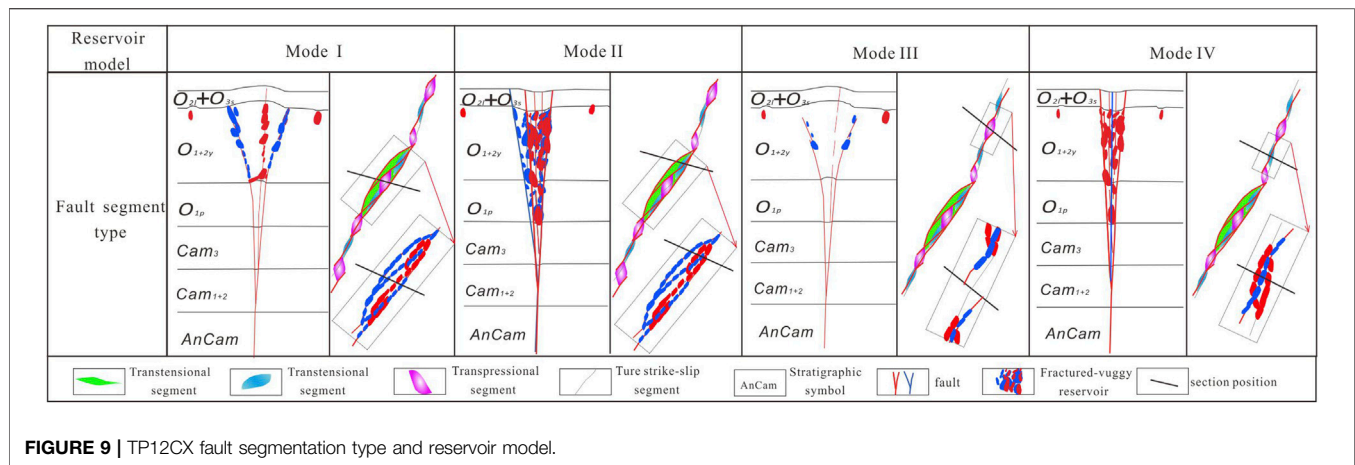 Reservoir model
Mode I
Mode II
Mode III
Mode IV
Fault segment type
O2l+O3s
O1+2y
O1p
Cam3
Cam1+2
AnCam
O2l+O3s
O1+2y
O1p
Cam3
Cam1+2
AnCam
O2l+O3s
O1+2y
O1p
Cam3
Cam1+2
AnCam
O2l+O3s
O1+2y
O1p
Cam3
Cam1+2
AnCam
Transtensional segment
Transtensional segment
Transpressional segment
Ture strike-slip segment
AnCam
Stratigraphic symbol
fault
Fractured-vuggy reservoir
section position
FIGURE 9 | TP12CX fault segmentation type and reservoir model.